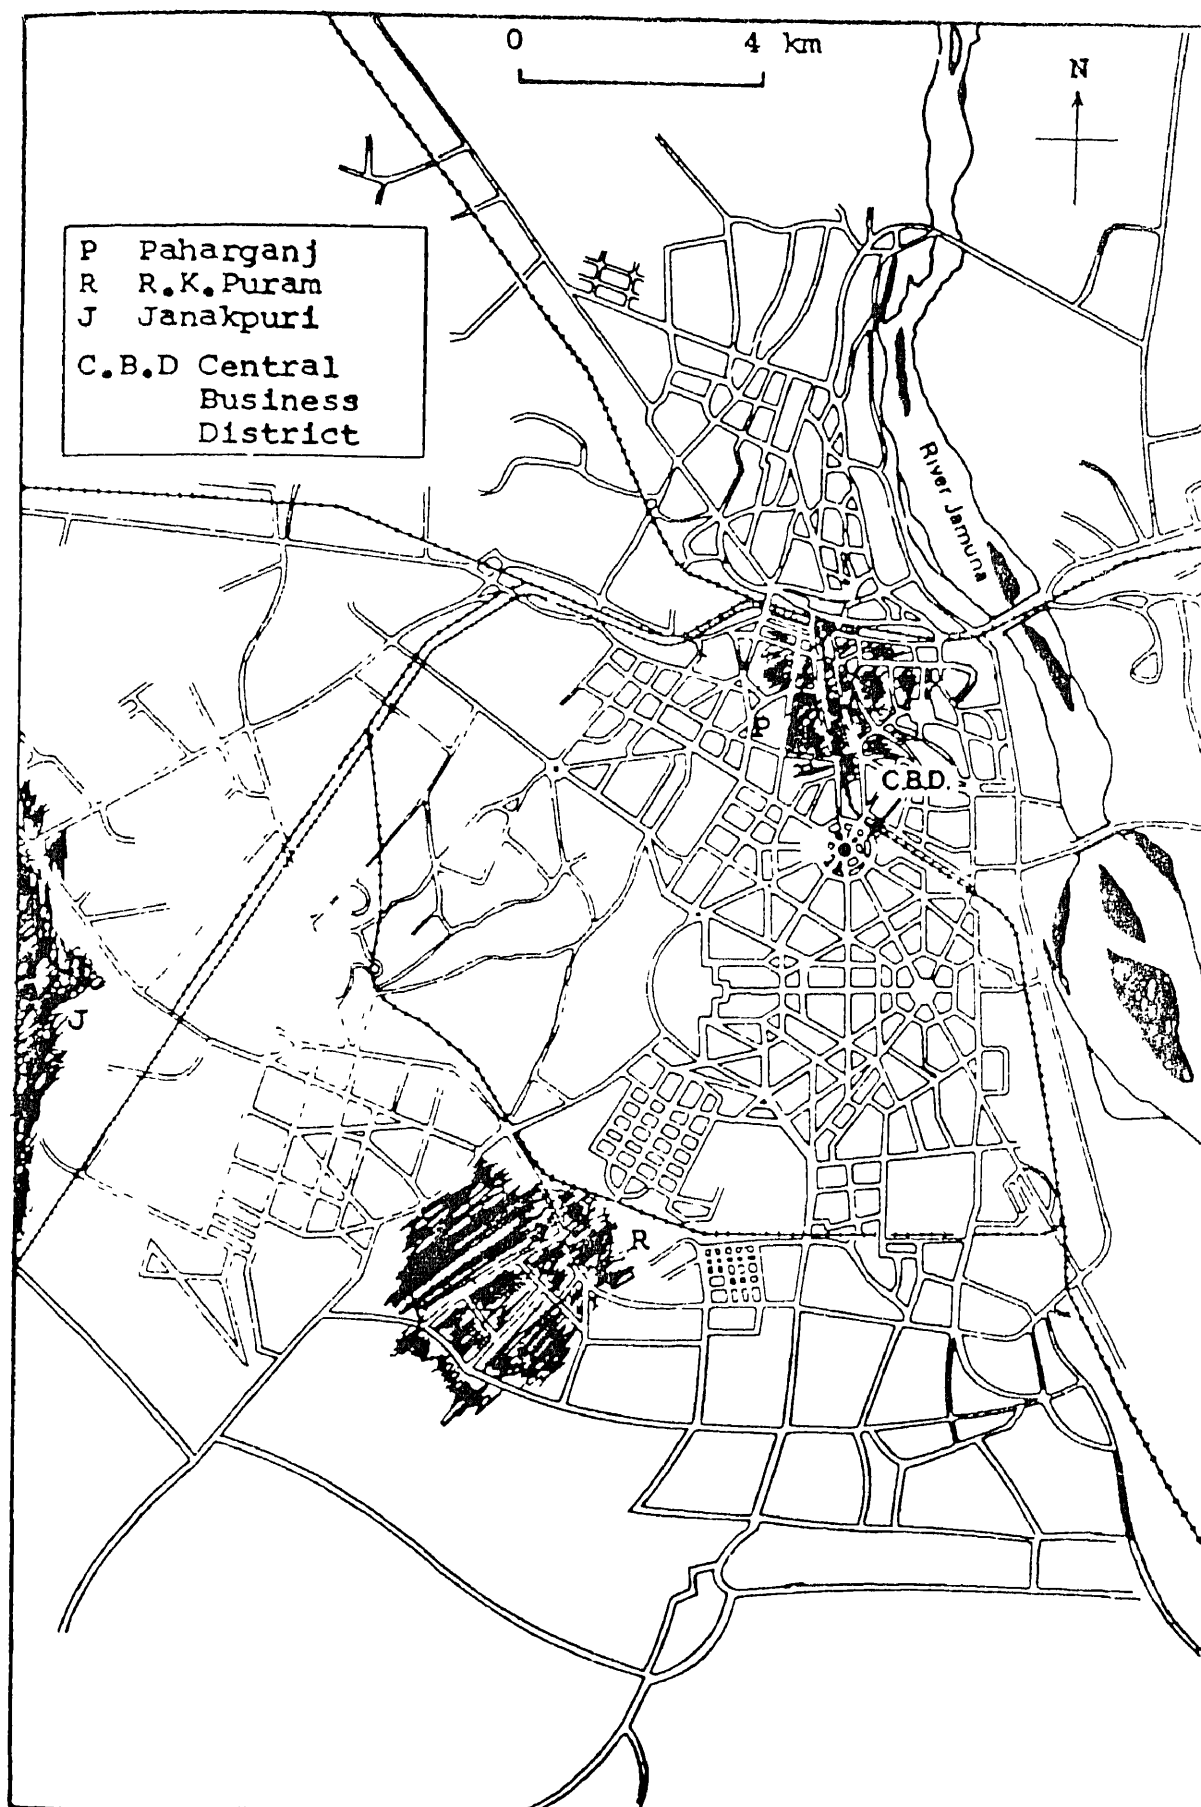 0 4 km
N
P Paharganj
R R.K.Puram
J Janakpuri
C.B.D Central
Business
District
River Jamuna
P
C.B.D.
J
R